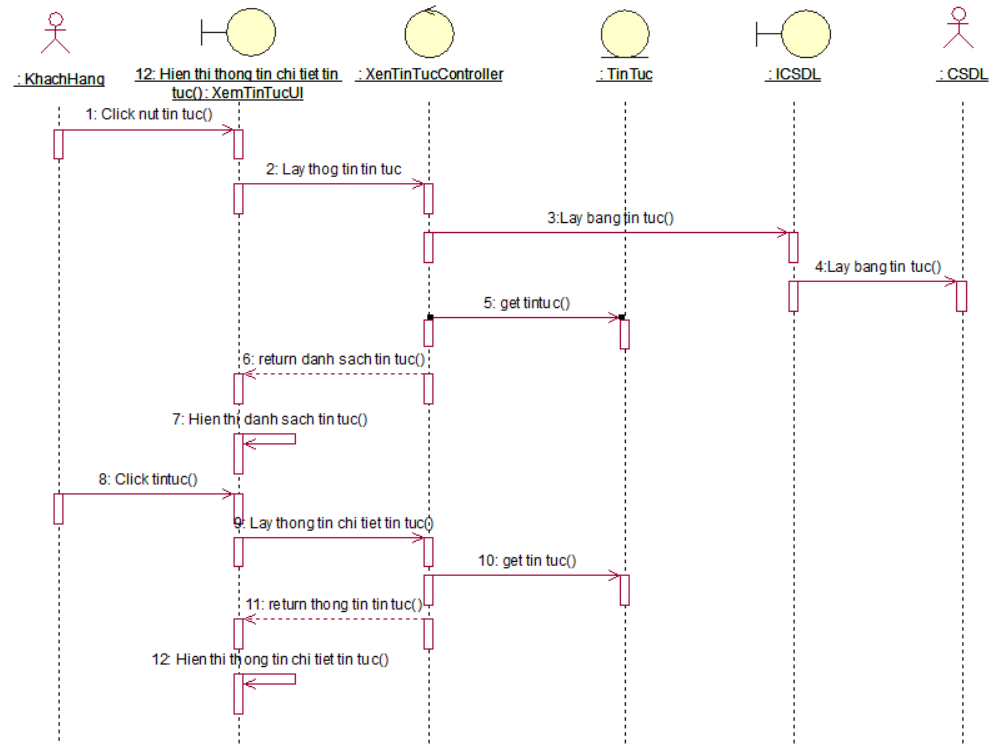 : KhachHang
12: Hien thi thong tin chi tiet tin
tuc() : XemTinTucUI
: XenTinTucController
: TinTuc
: ICSDL
: CSDL
1: Click nut tin tuc()
2: Lay thog tin tin tuc
3:Lay bang tin tuc()
4:Lay bang tin tuc()
5: get tintuc()
6: return danh sach tin tuc()
7: Hien thi danh sach tin tuc()
8: Click tintuc()
9: Lay thong tin chi tiet tin tuc()
10: get tin tuc()
11: return thong tin tin tuc()
12: Hien thi thong tin chi tiet tin tuc()